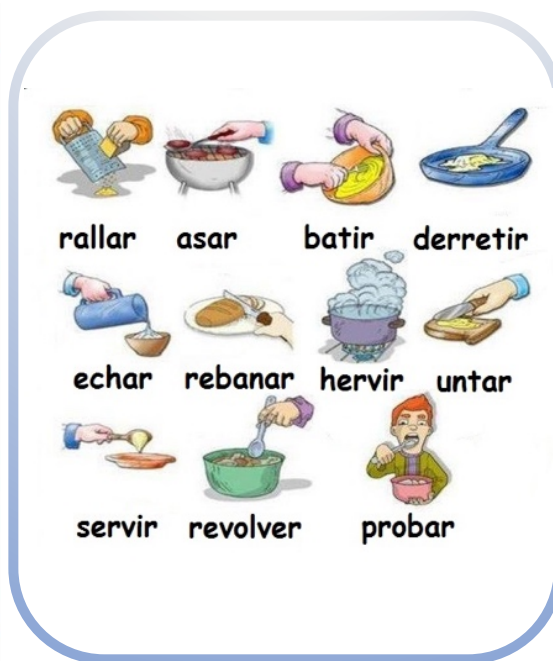 rallar asar batir derretir
echar rebanar hervir untar
servir revolver probar